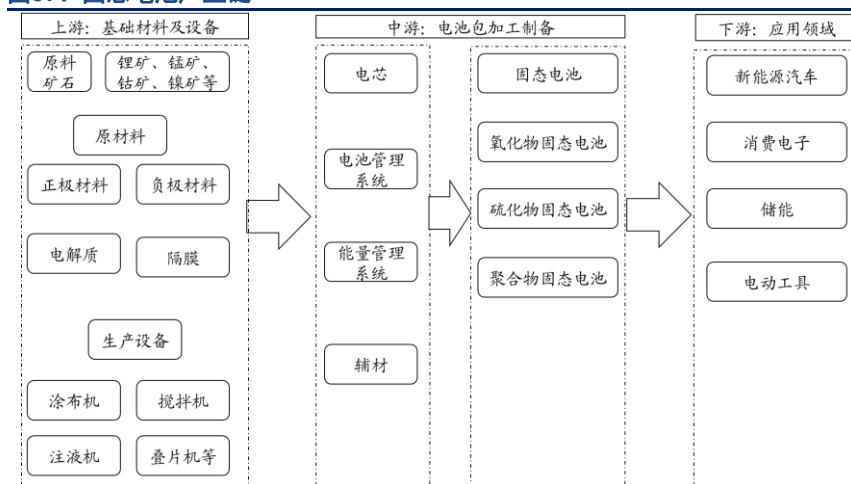 上游：基础材料及设备
中游：电池包加工制备
下游：应用领域
原料
矿石
锂矿、锰矿、
钴矿、镍矿等
原材料
正极材料
负极材料
电解质
隔膜
生产设备
涂布机
搅拌机
注液机
叠片机等
电芯
电池管理
系统
能量管理
系统
辅材
固态电池
氧化物固态电池
硫化物固态电池
聚合物固态电池
新能源汽车
消费电子
储能
电动工具